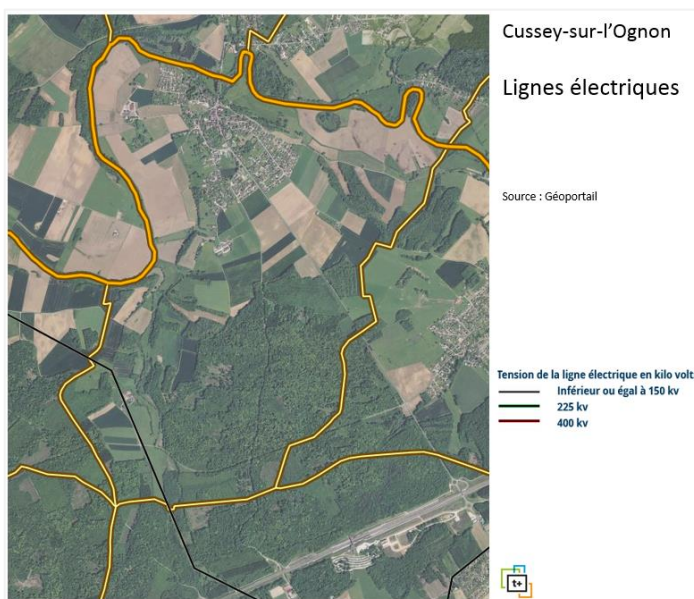 Cussey-sur-l’Ognon
Lignes électriques
Source : Géoportail
Tension de la ligne électrique en kilo volt
Inférieur ou égal à 150 kv
225 kv
400 kv
t+